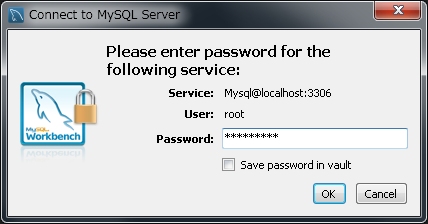 Connect to MySQL Server
Please enter password for the
following service:
Service: Mysql@localhost:3306
User: root
Password: *********
Save password in vault
OK Cancel
MySQL
Workbench